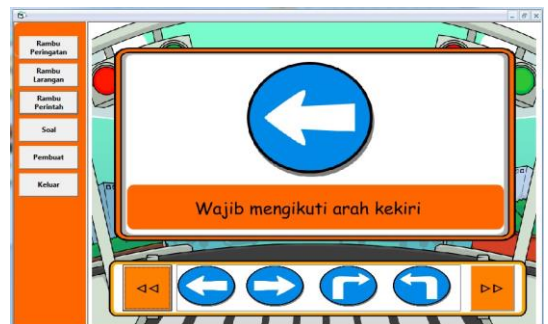 Rambu
Peringatan
Rambu
Larangan
Rambu
Perintah
Soal
Pembuat
Keluar
Wajib mengikuti arah kekiri